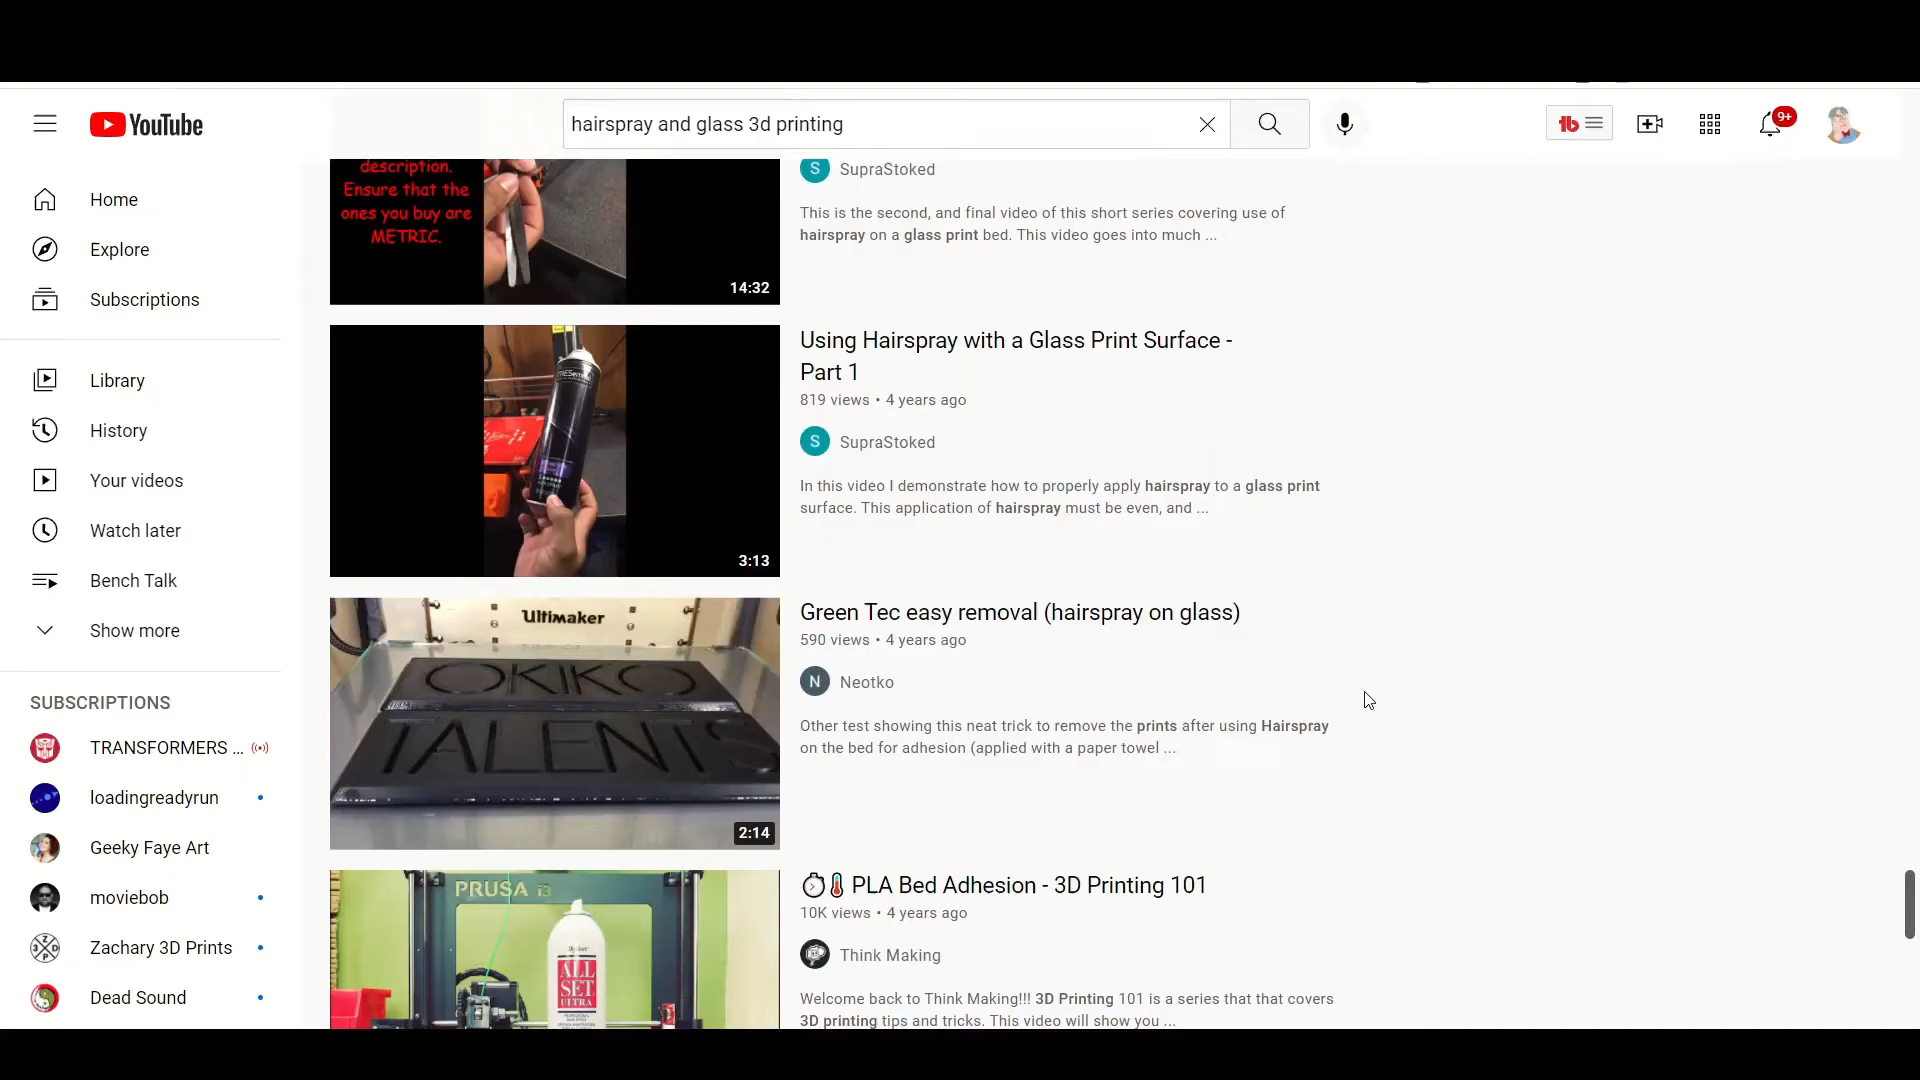 YouTube
hairspray and glass 3d printing
9+
Home
Explore
Subscriptions
Library
History
Your videos
Watch later
Bench Talk
Show more
SUBSCRIPTIONS
TRANSFORMERS ...
loadingreadyrun
Geeky Faye Art
moviebob
Zachary 3D Prints
Dead Sound
description.
Ensure that the
ones you buy are
METRIC.
14:32
S SupraStoked
This is the second, and final video of this short series covering use of
hairspray on a glass print bed. This video goes into much ...
3:13
Using Hairspray with a Glass Print Surface -
Part 1
819 views • 4 years ago
S SupraStoked
In this video I demonstrate how to properly apply hairspray to a glass print
surface. This application of hairspray must be even, and ...
Ultimaker
OKIKO
TALENTS
2:14
Green Tec easy removal (hairspray on glass)
590 views • 4 years ago
N Neotko
Other test showing this neat trick to remove the prints after using Hairspray
on the bed for adhesion (applied with a paper towel ...
PRUSA i3
ALL
SET
ULTRA
PLA Bed Adhesion - 3D Printing 101
10K views • 4 years ago
Think Making
Welcome back to Think Making!!! 3D Printing 101 is a series that that covers
3D printing tips and tricks. This video will show you ...